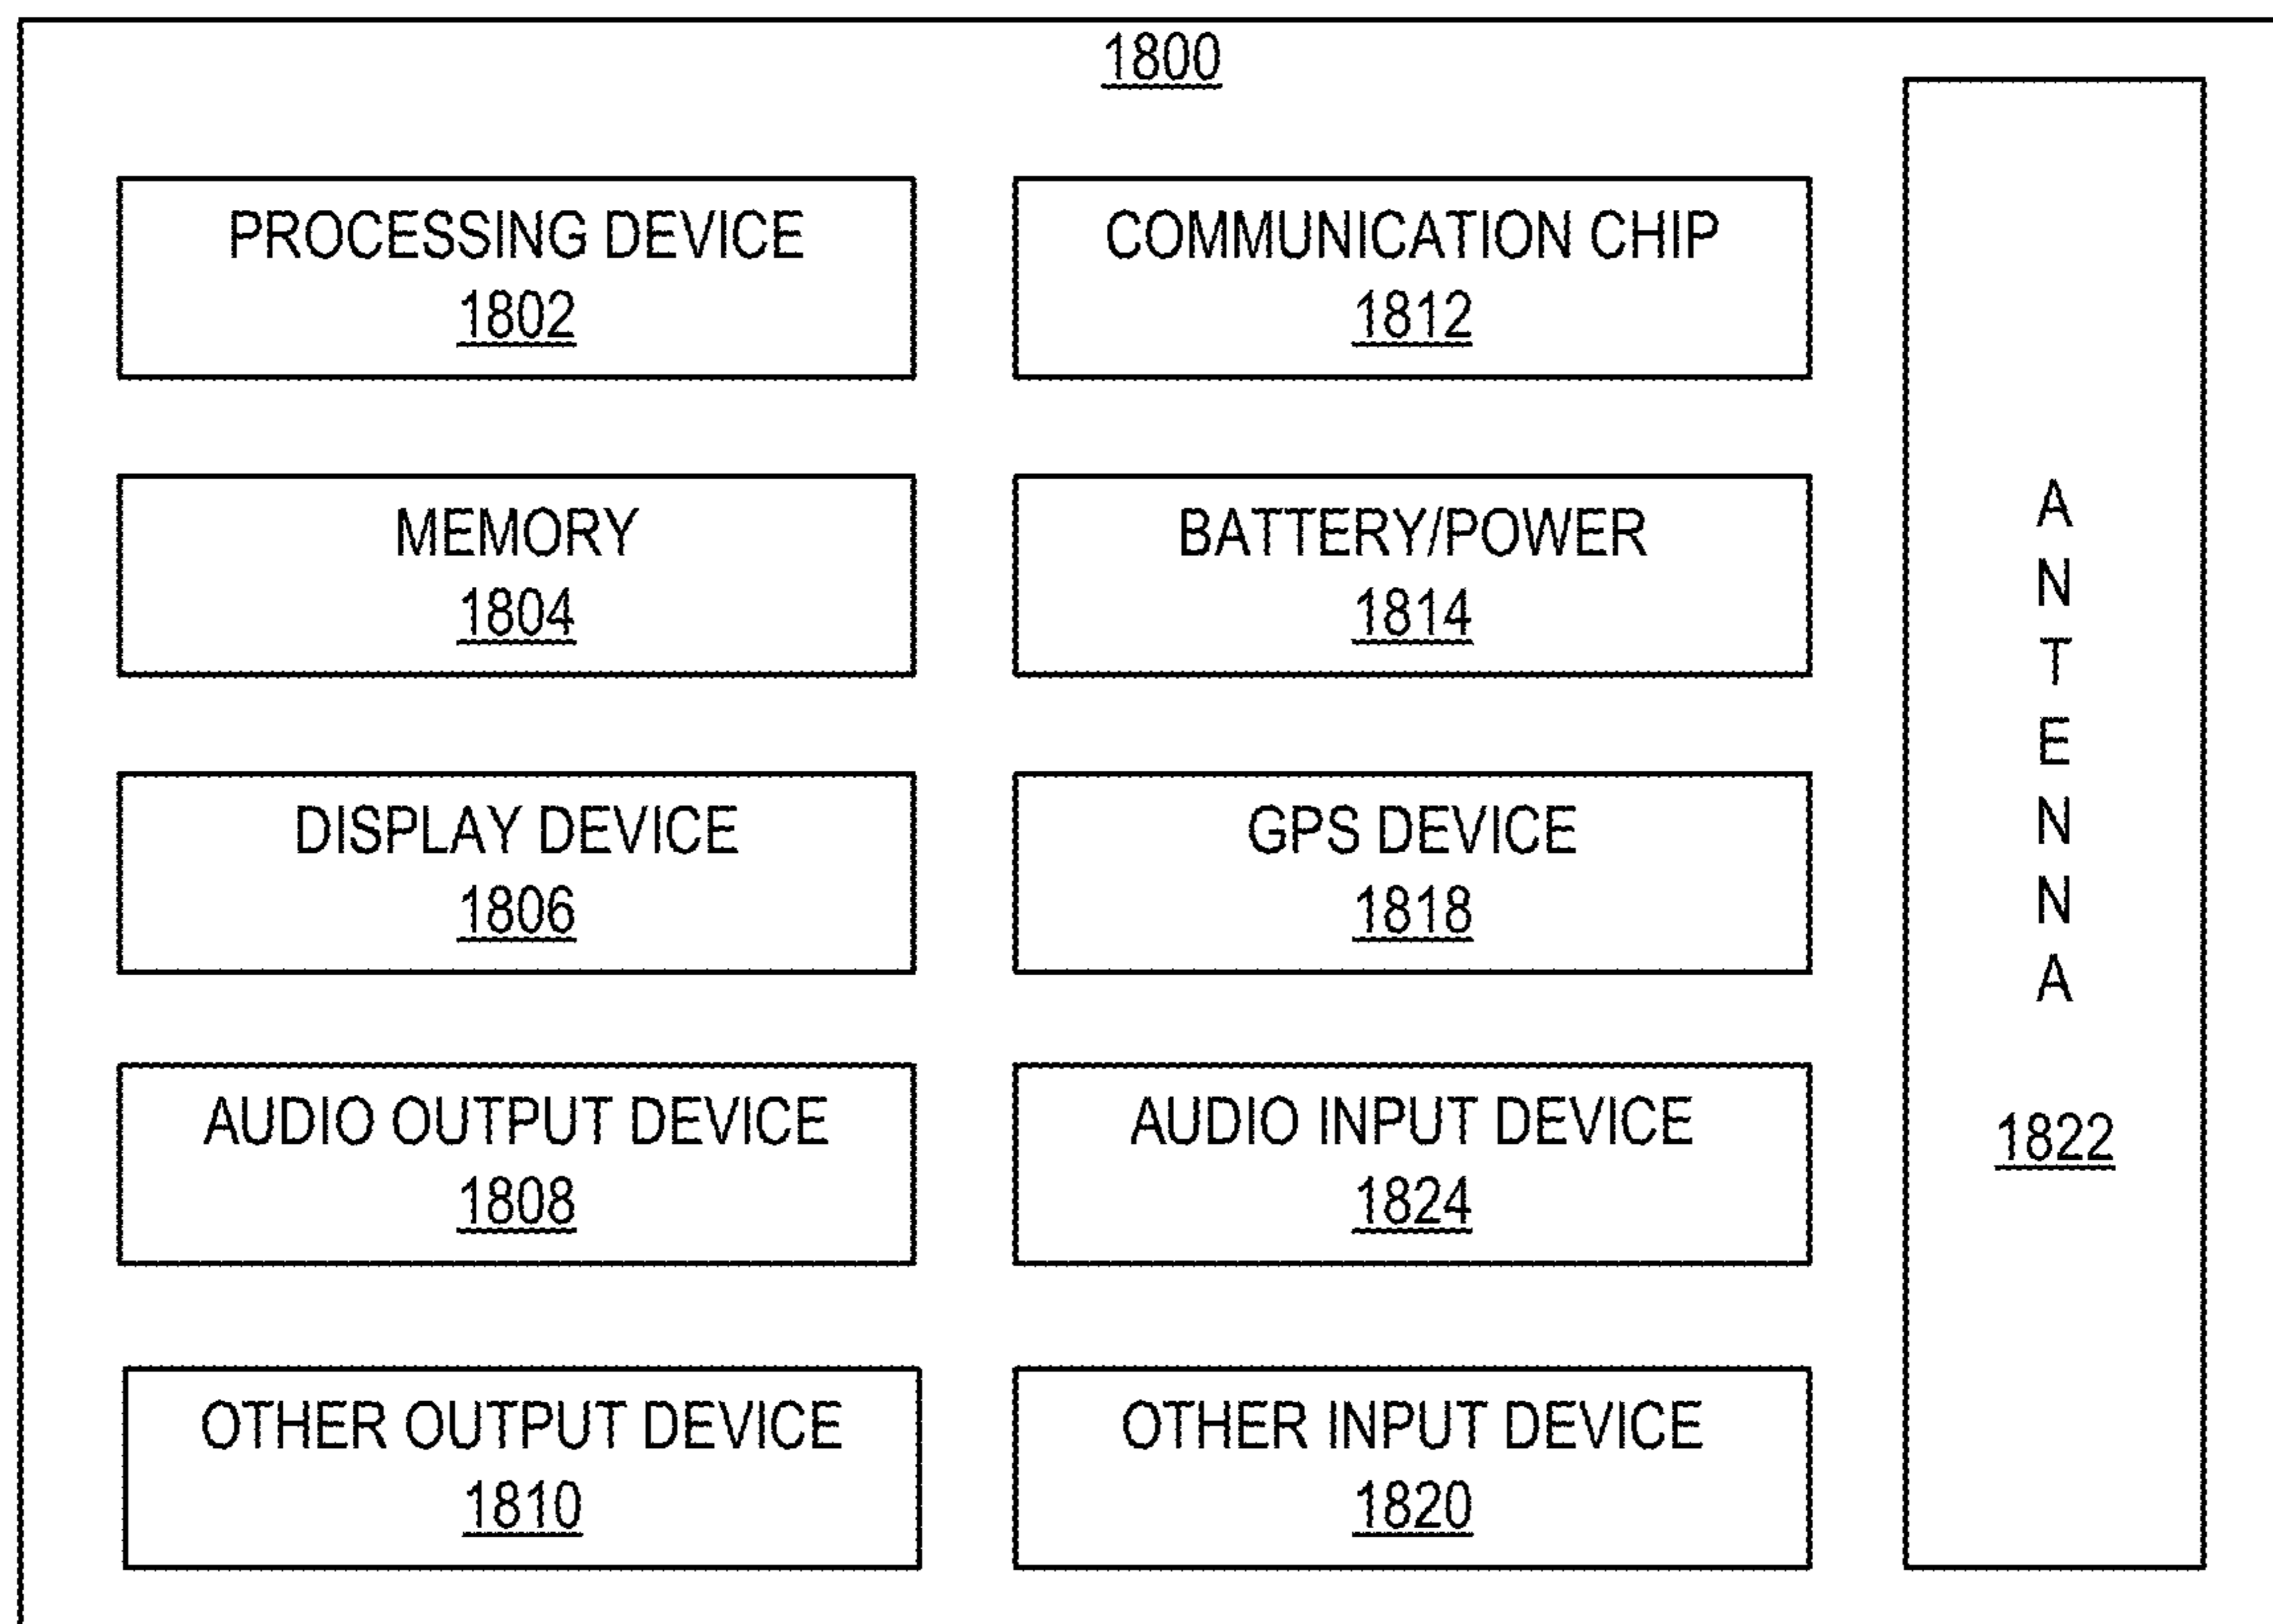 1800
PROCESSING DEVICE
1802
COMMUNICATION CHIP
1812
MEMORY
1804
BATTERY/POWER
1814
DISPLAY DEVICE
1806
GPS DEVICE
1818
AUDIO OUTPUT DEVICE
1808
AUDIO INPUT DEVICE
1824
OTHER OUTPUT DEVICE
1810
OTHER INPUT DEVICE
1820
ANTENNA
1822